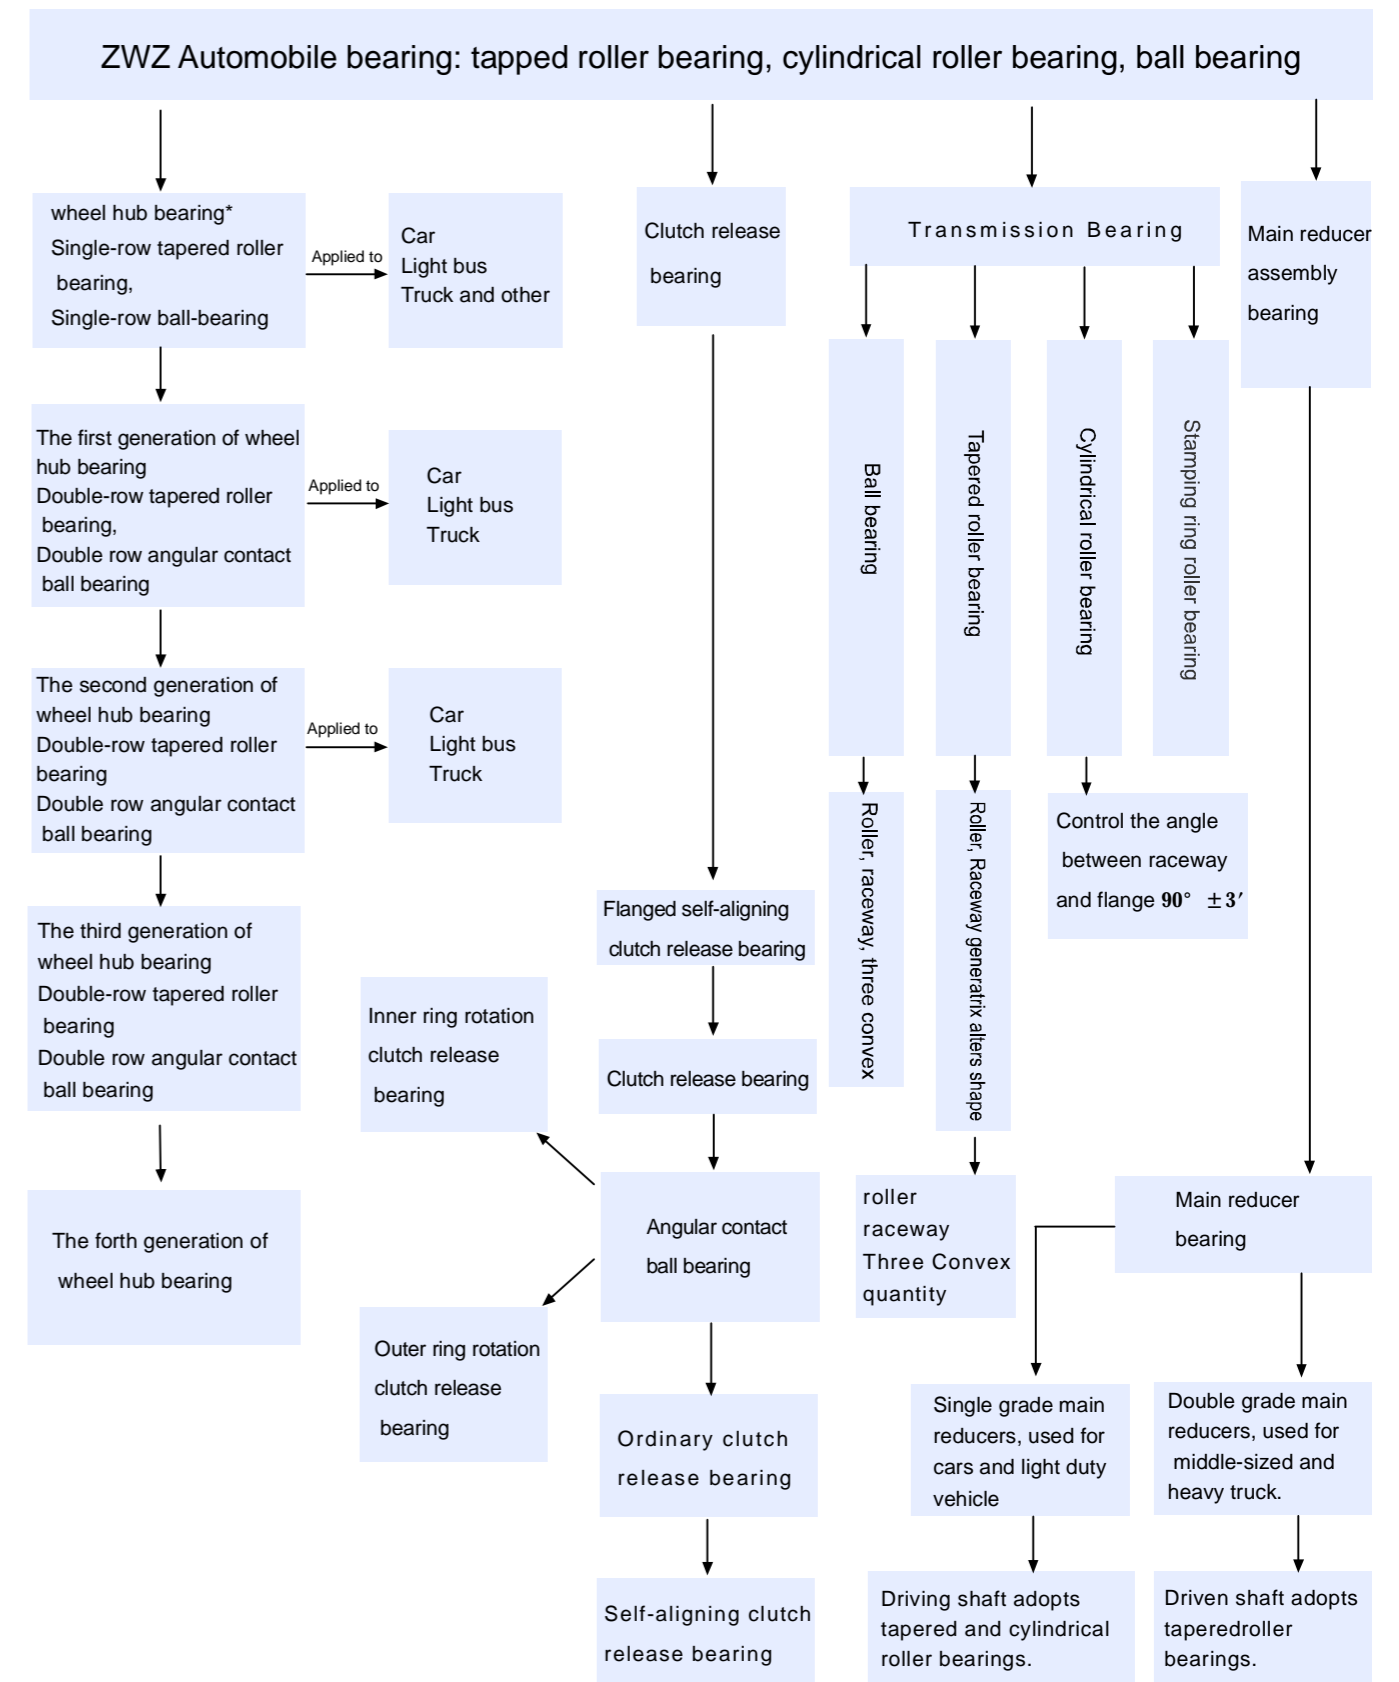 ZWZ Automobile bearing: tapped roller bearing, cylindrical roller bearing, ball bearing
wheel hub bearing*
Single-row tapered roller
bearing,
Single-row ball-bearing
Applied to
Car
Light bus
Truck and other
The first generation of wheel
hub bearing
Double-row tapered roller
bearing,
Double row angular contact
ball bearing
Applied to
Car
Light bus
Truck
The second generation of
wheel hub bearing
Double-row tapered roller
bearing
Double row angular contact
ball bearing
Applied to
Car
Light bus
Truck
The third generation of
wheel hub bearing
Double-row tapered roller
bearing
Double row angular contact
ball bearing
The forth generation of
wheel hub bearing
Clutch release
bearing
Flanged self-aligning
clutch release bearing
Clutch release bearing
Angular contact
ball bearing
Inner ring rotation
clutch release
bearing
Outer ring rotation
clutch release
bearing
Ordinary clutch
release bearing
Self-aligning clutch
release bearing
Transmission Bearing
Ball bearing
Roller, raceway, three convex
Tapered roller bearing
Roller, Raceway generatrix alters shape
roller
raceway
Three Convex
quantity
Cylindrical roller bearing
Control the angle
between raceway
and flange 90° ±3′
Stamping ring roller bearing
Main reducer
assembly
bearing
Main reducer
bearing
Single grade main
reducers, used for
cars and light duty
vehicle
Driving shaft adopts
tapered and cylindrical
roller bearings.
Double grade main
reducers, used for
middle-sized and
heavy truck.
Driven shaft adopts
taperedroller
bearings.